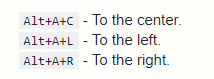 Alt+A+C - To the center.
Alt+A+L - To the left.
Alt+A+R - To the right.